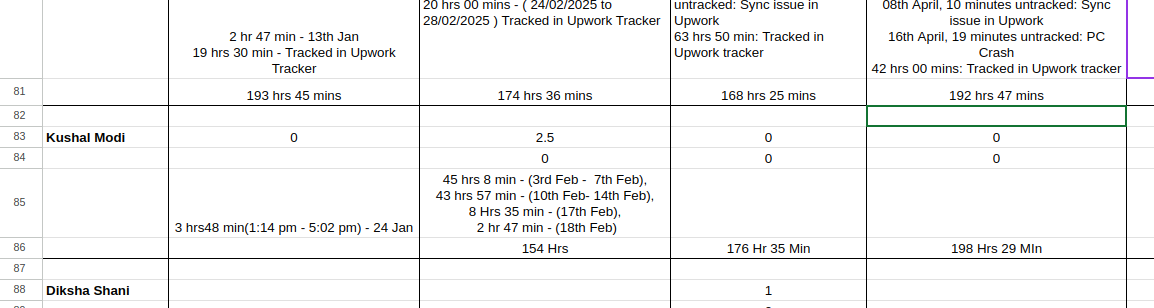 2 hr 47 min - 13th Jan
19 hrs 30 min - Tracked in Upwork
Tracker
20 hrs 00 mins - ( 24/02/2025 to
28/02/2025 ) Tracked in Upwork Tracker
untracked: Sync issue in
Upwork
63 hrs 50 min: Tracked in
Upwork tracker
08th April, 10 minutes untracked: Sync
issue in Upwork
16th April, 19 minutes untracked: PC
Crash
42 hrs 00 mins: Tracked in Upwork tracker
81 193 hrs 45 mins 174 hrs 36 mins 168 hrs 25 mins 192 hrs 47 mins
82
83 Kushal Modi 0 2.5 0 0
84 0 0 0
85
3 hrs48 min(1:14 pm - 5:02 pm) - 24 Jan
45 hrs 8 min - (3rd Feb - 7th Feb),
43 hrs 57 min - (10th Feb- 14th Feb),
8 Hrs 35 min - (17th Feb),
2 hr 47 min - (18th Feb)
86 154 Hrs 176 Hr 35 Min 198 Hrs 29 MIn
87
88 Diksha Shani 1